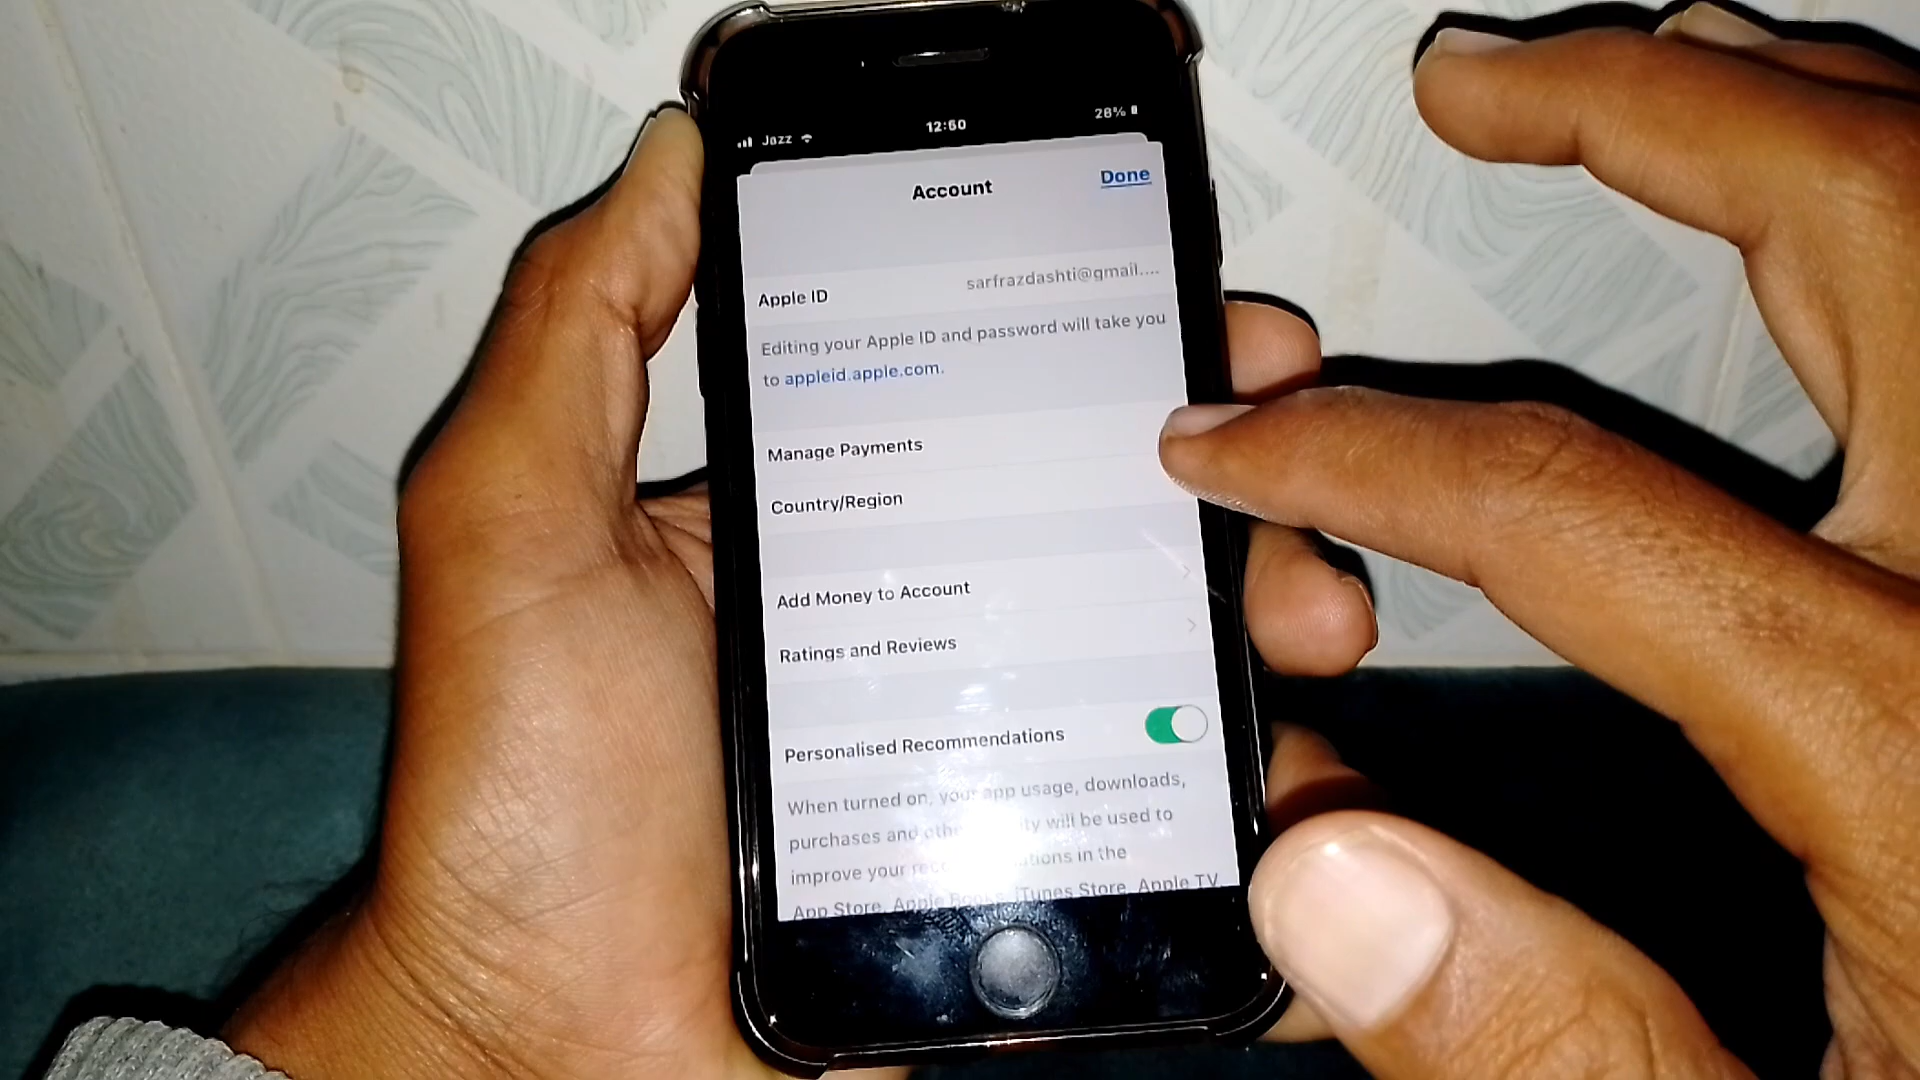 Jazz 12:50 28%
Account Done
Apple ID sarfrazdashti@gmail....
Editing your Apple ID and password will take you
to appleid.apple.com.
Manage Payments
Country/Region
Add Money to Account
Ratings and Reviews
Personalised Recommendations
When turned on, your app usage, downloads,
purchases and will be used to
improve your in the
App Store, Apple Books, iTunes Store, Apple TV